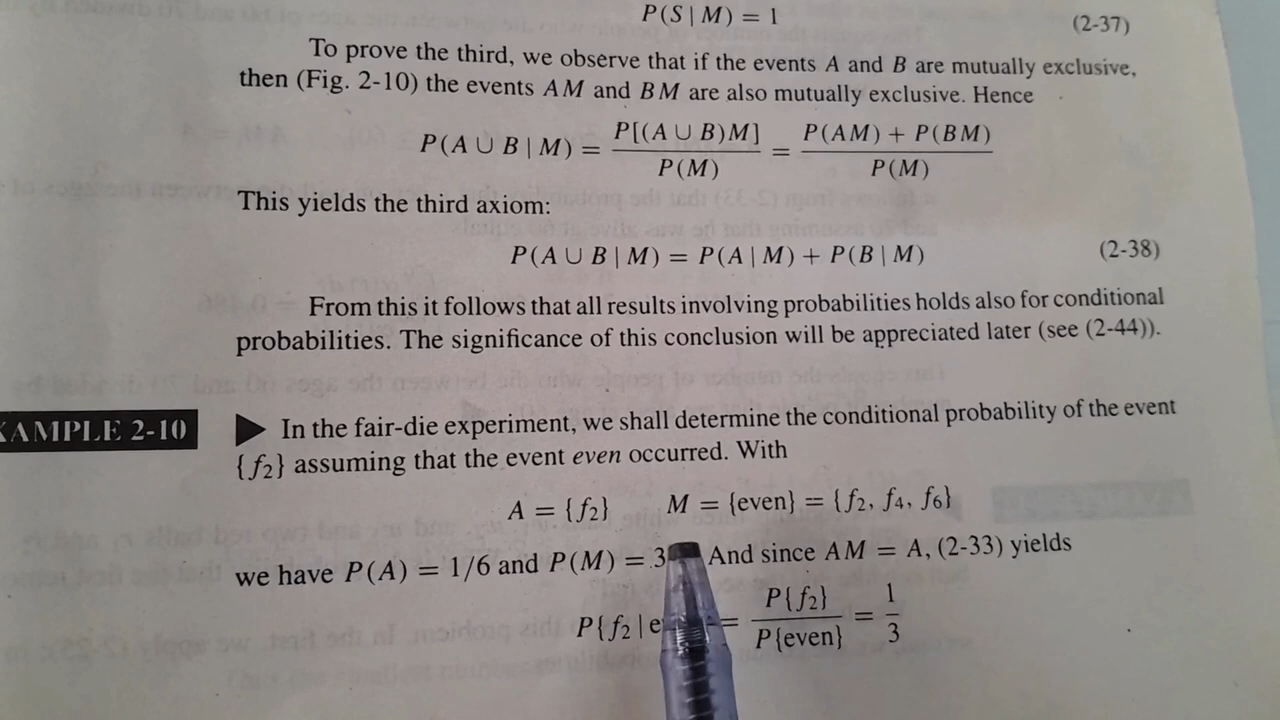 P(S | M) = 1 (2-37)
To prove the third, we observe that if the events A and B are mutually exclusive,
then (Fig. 2-10) the events AM and BM are also mutually exclusive. Hence
P(A ∪ B | M) = P[(A ∪ B)M] / P(M) = P(AM) + P(BM) / P(M)
This yields the third axiom:
P(A ∪ B | M) = P(A | M) + P(B | M) (2-38)
From this it follows that all results involving probabilities holds also for conditional
probabilities. The significance of this conclusion will be appreciated later (see (2-44)).
XAMPLE 2-10
▶ In the fair-die experiment, we shall determine the conditional probability of the event
{f₂} assuming that the event even occurred. With
A = {f₂} M = {even} = {f₂, f₄, f₆}
we have P(A) = 1/6 and P(M) = 3 And since AM = A, (2-33) yields
P{f₂ | e = P{f₂} / P{even} = 1/3